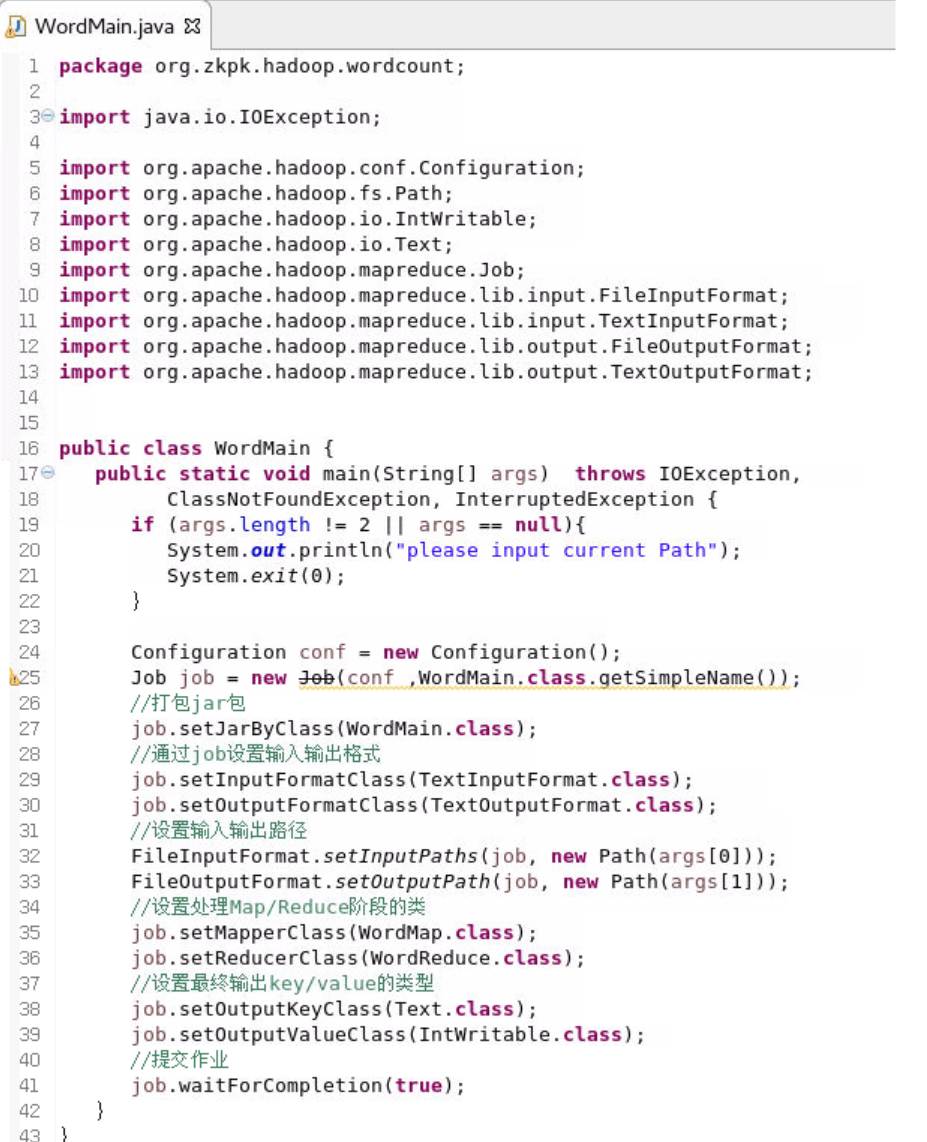 WordMain.java
1 package org.zkpk.hadoop.wordcount;
2
3 import java.io.IOException;
4
5 import org.apache.hadoop.conf.Configuration;
6 import org.apache.hadoop.fs.Path;
7 import org.apache.hadoop.io.IntWritable;
8 import org.apache.hadoop.io.Text;
9 import org.apache.hadoop.mapreduce.Job;
10 import org.apache.hadoop.mapreduce.lib.input.FileInputFormat;
11 import org.apache.hadoop.mapreduce.lib.input.TextInputFormat;
12 import org.apache.hadoop.mapreduce.lib.output.FileOutputFormat;
13 import org.apache.hadoop.mapreduce.lib.output.TextOutputFormat;
14
15
16 public class WordMain {
17    public static void main(String[] args)  throws IOException,
18          ClassNotFoundException, InterruptedException {
19       if (args.length != 2 || args == null){
20          System.out.println("please input current Path");
21          System.exit(0);
22       }
23
24       Configuration conf = new Configuration();
25       Job job = new Job(conf ,WordMain.class.getSimpleName());
26       //打包jar包
27       job.setJarByClass(WordMain.class);
28       //通过job设置输入输出格式
29       job.setInputFormatClass(TextInputFormat.class);
30       job.setOutputFormatClass(TextOutputFormat.class);
31       //设置输入输出路径
32       FileInputFormat.setInputPaths(job, new Path(args[0]));
33       FileOutputFormat.setOutputPath(job, new Path(args[1]));
34       //设置处理Map/Reduce阶段的类
35       job.setMapperClass(WordMap.class);
36       job.setReducerClass(WordReduce.class);
37       //设置最终输出key/value的类型
38       job.setOutputKeyClass(Text.class);
39       job.setOutputValueClass(IntWritable.class);
40       //提交作业
41       job.waitForCompletion(true);
42    }
43 }